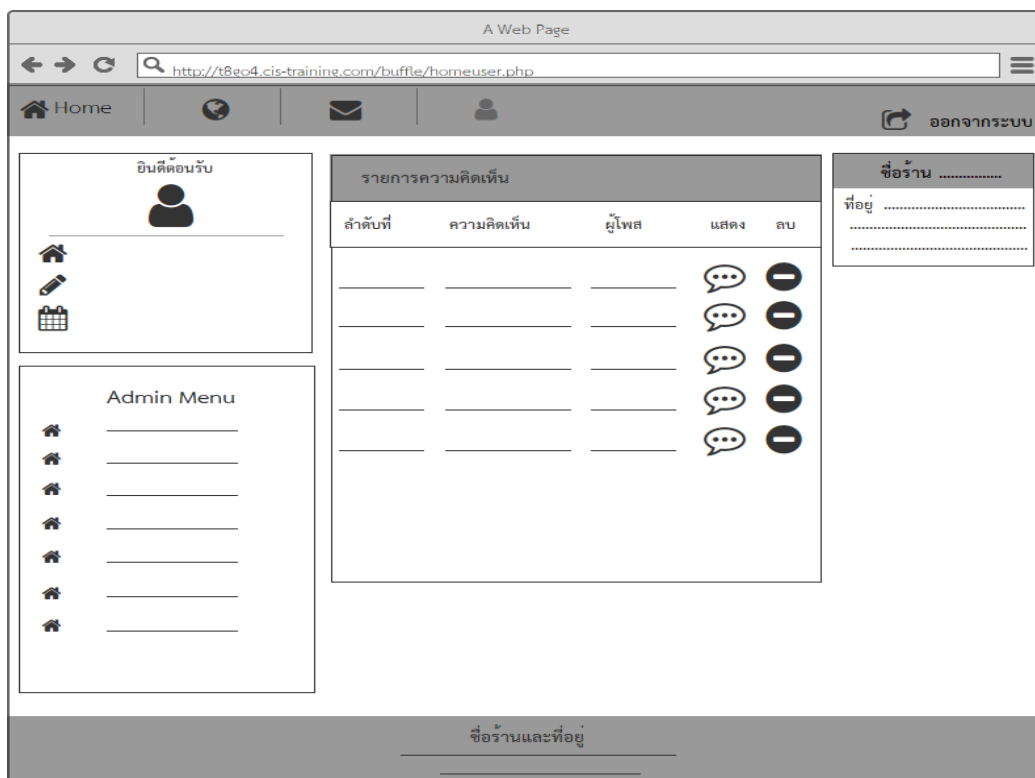 A Web Page
http://t8go4.cis-training.com/buffle/homeuser.php
Home
ออกจากระบบ
ยินดีต้อนรับ
Admin Menu
รายการความคิดเห็น
ลำดับที่ ความคิดเห็น ผู้โพส แสดง ลบ
ชื่อร้าน ................
ที่อยู่ ....................................
.............................................
.............................................
ชื่อร้านและที่อยู่